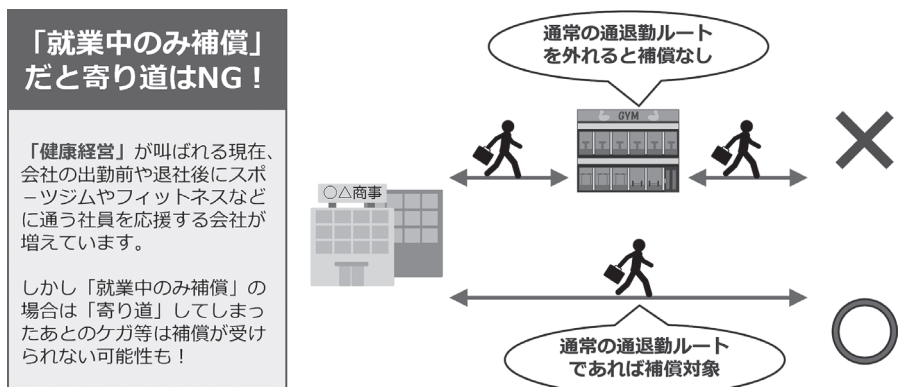 「就業中のみ補償」
だと寄り道はNG！
「健康経営」が叫ばれる現在、
会社の出勤前や退社後にスポ
－ツジムやフィットネスなど
に通う社員を応援する会社が
増えています。
しかし「就業中のみ補償」の
場合は「寄り道」してしまっ
たあとのケガ等は補償が受け
られない可能性も！
通常の通退勤ルート
を外れると補償なし
GYM
○△商事
通常の通退勤ルート
であれば補償対象